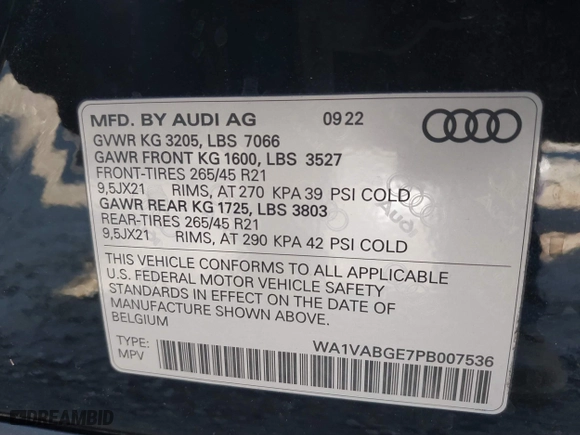 MFD. BY AUDI AG 09 22
GVWR KG 3205, LBS 7066
GAWR FRONT KG 1600, LBS 3527
FRONT-TIRES 265/45 R21
9,5JX21 RIMS, AT 270 KPA 39 PSI COLD
GAWR REAR KG 1725, LBS 3803
REAR-TIRES 265/45 R21
9,5JX21 RIMS, AT 290 KPA 42 PSI COLD
Audi
THIS VEHICLE CONFORMS TO ALL APPLICABLE
U.S. FEDERAL MOTOR VEHICLE SAFETY
STANDARDS IN EFFECT ON THE DATE OF
MANUFACTURE SHOWN ABOVE.
BELGIUM
TYPE:
MPV
WA1VABGE7PB007536
DREAMBID